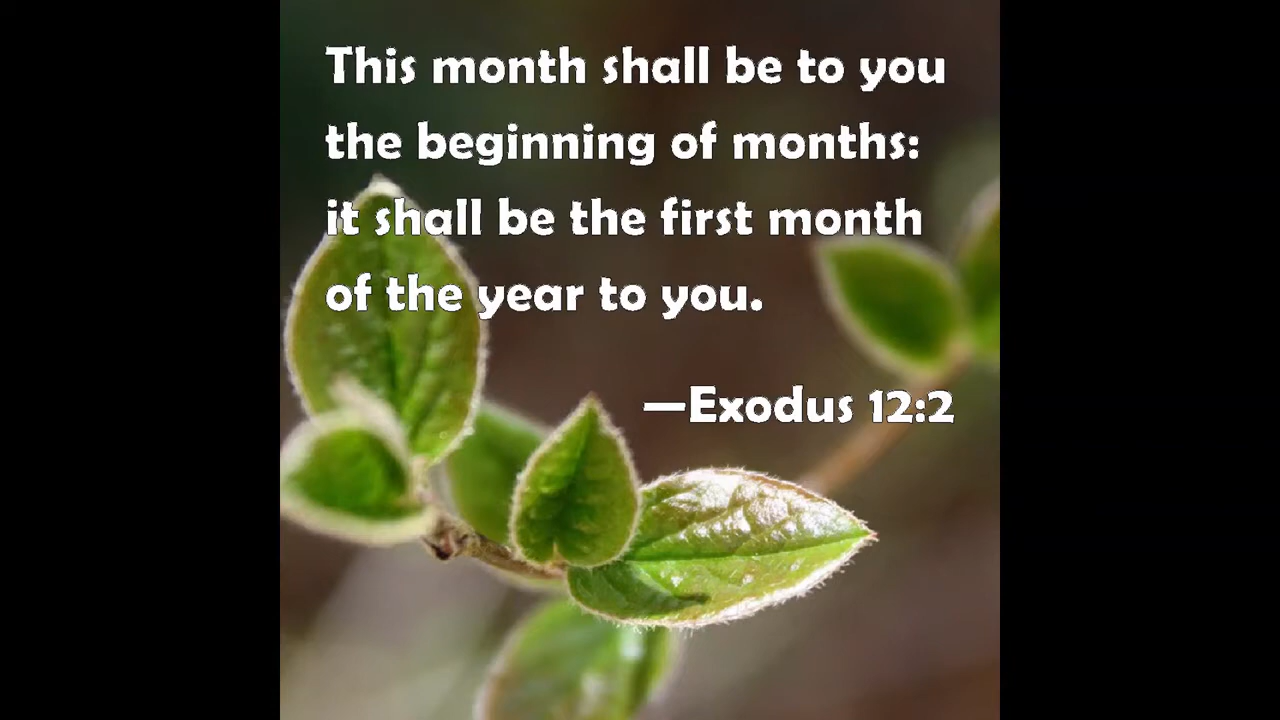 This month shall be to you
the beginning of months:
it shall be the first month
of the year to you.
—Exodus 12:2